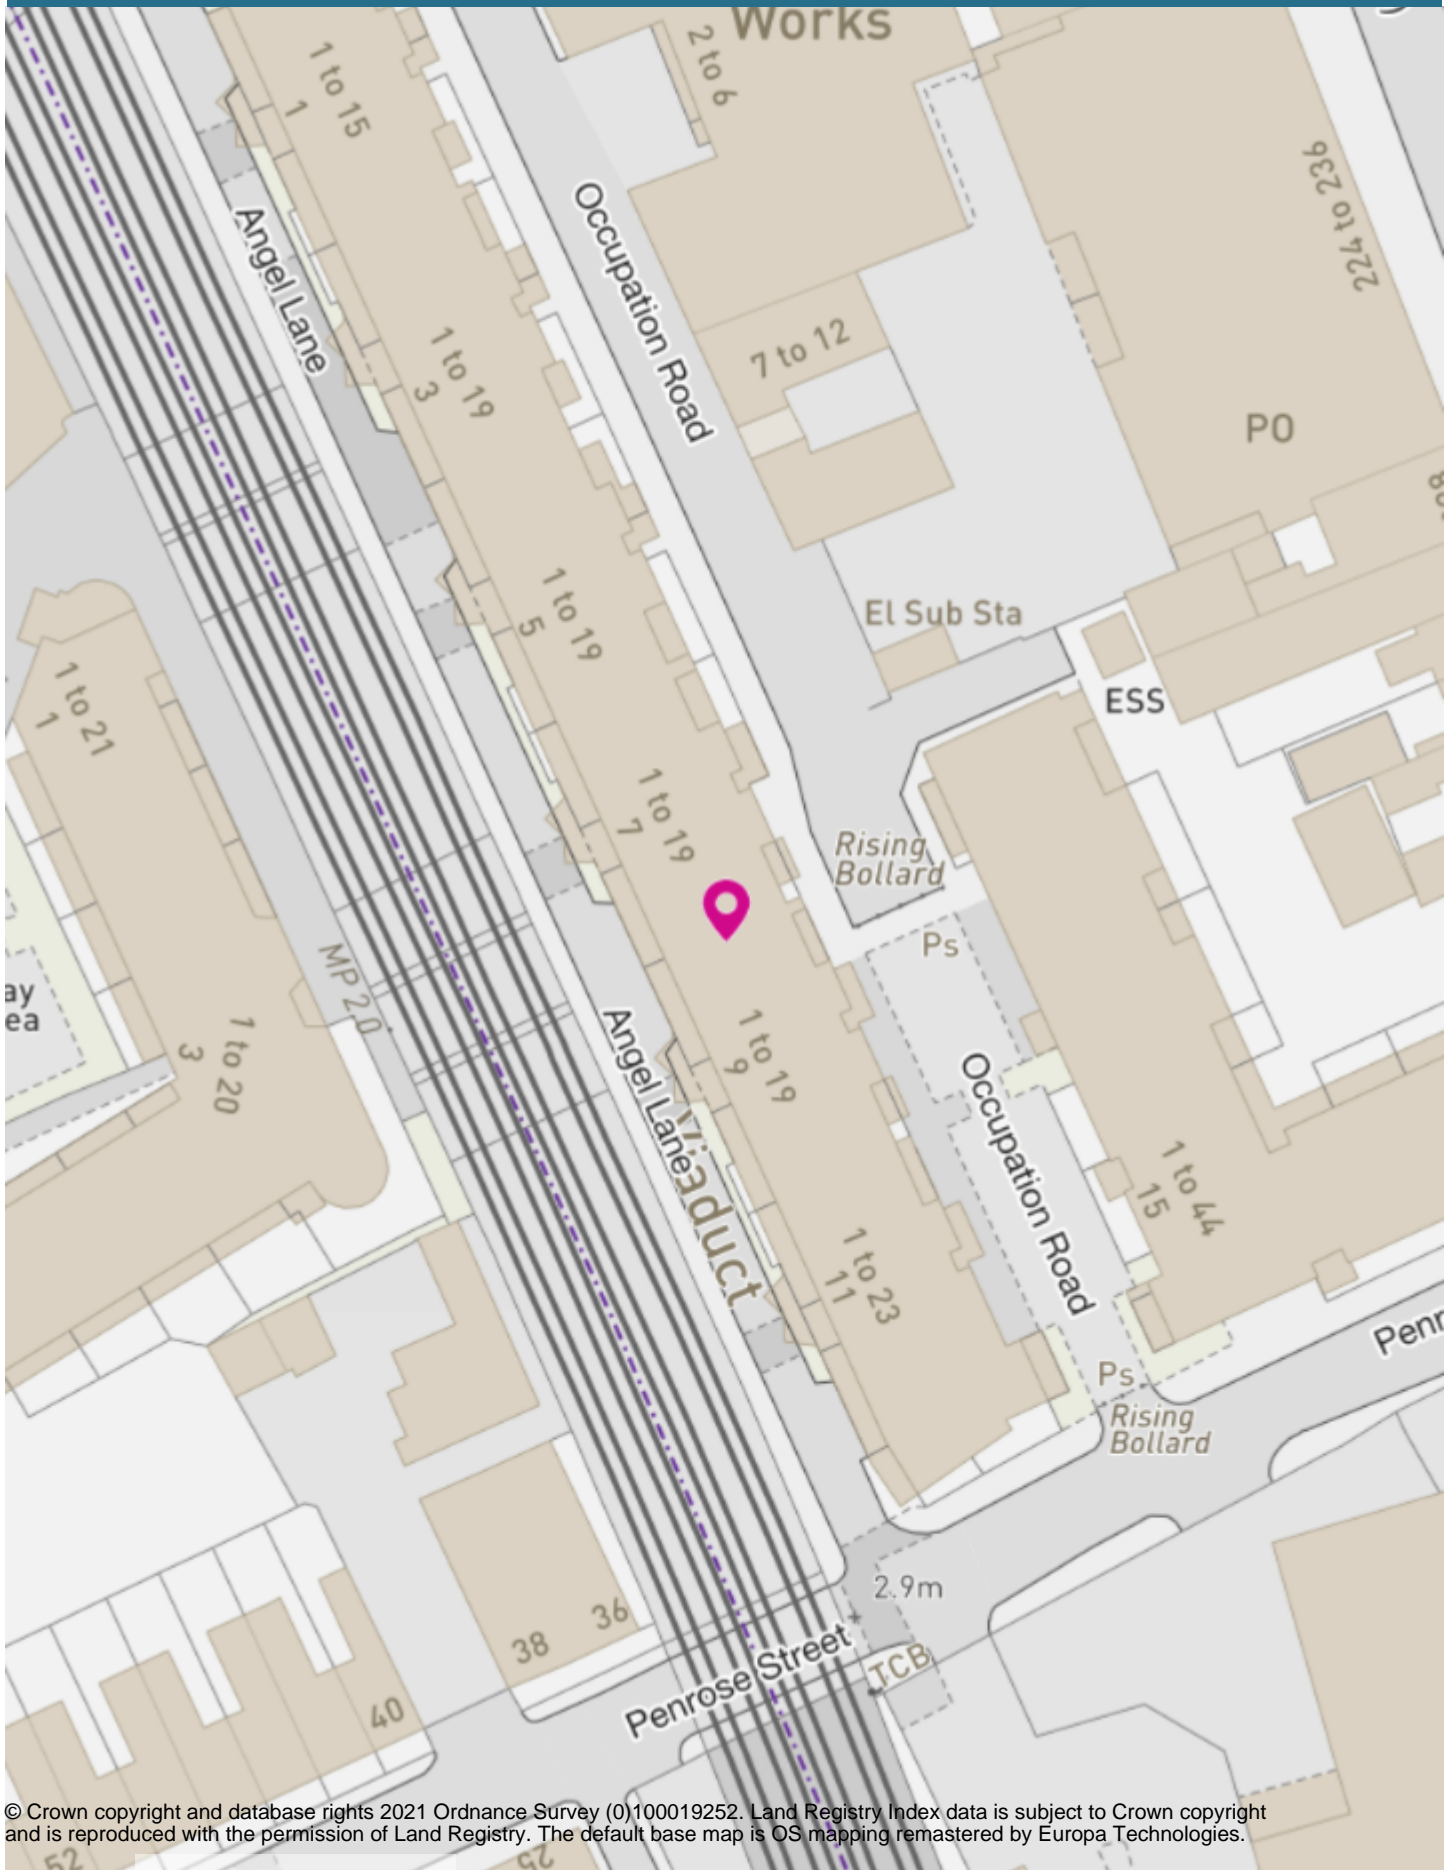 Works
2 to 6
1 to 15
1
224 to 236
Occupation Road
Angel Lane
7 to 12
1 to 19
3
PO
1 to 19
5
El Sub Sta
ESS
1 to 21
1
1 to 19
7
Rising
Bollard
Ps
MP 2.0
ay
ea
1 to 20
3
1 to 19
9
Angel Lane
Viaduct
Occupation Road
1 to 44
15
1 to 23
11
Penr
Ps
Rising
Bollard
2.9m
36
38
Penrose Street
TCB
40
© Crown copyright and database rights 2021 Ordnance Survey (0)100019252. Land Registry Index data is subject to Crown copyright
and is reproduced with the permission of Land Registry. The default base map is OS mapping remastered by Europa Technologies.
52
25